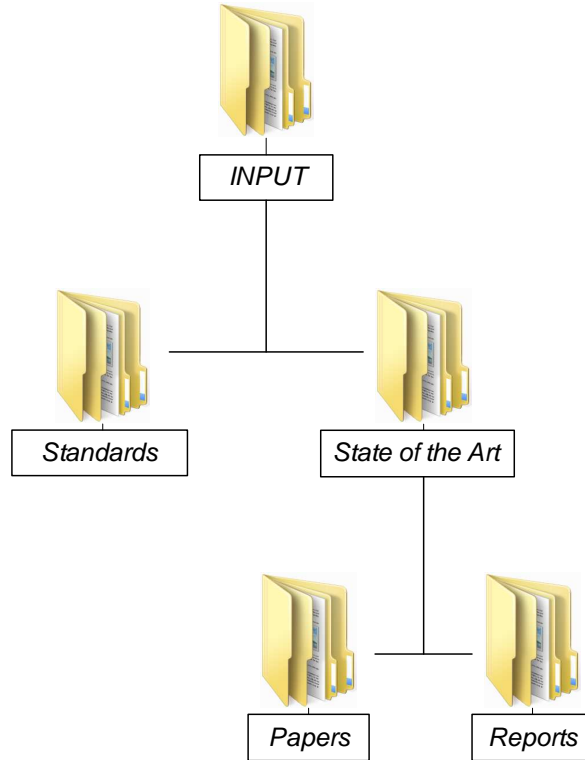 INPUT
Standards
State of the Art
Papers
Reports